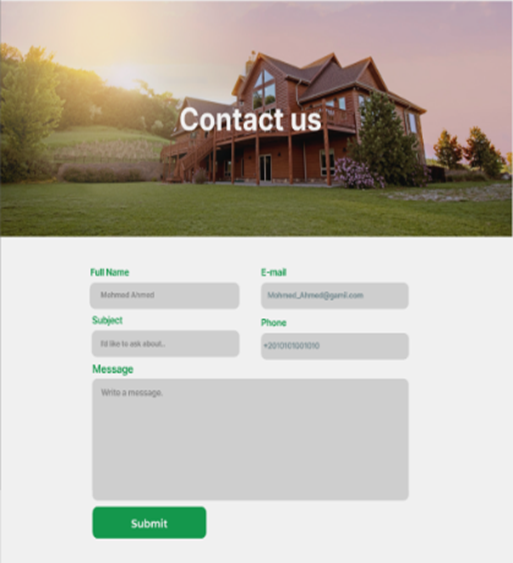 Contact us
Full Name
E-mail
Mohmed Ahmed
Mohmed_Ahmed@gamil.com
Subject
Phone
I'd like to ask about..
+2010101001010
Message
Write a message.
Submit